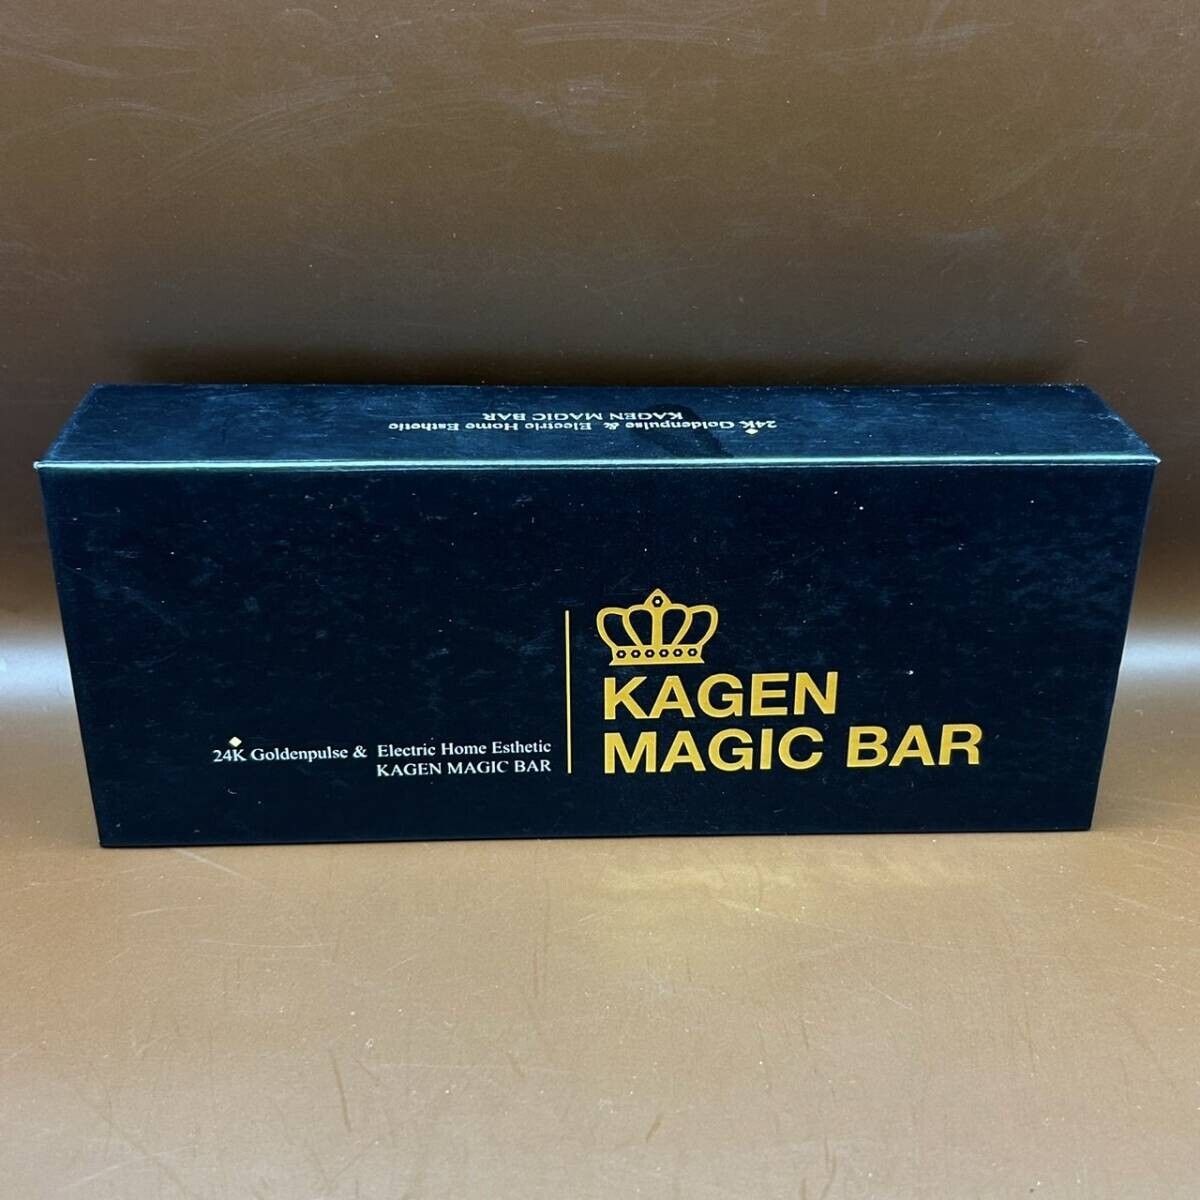 24K Goldenpulse & Electric Home Esthetic
KAGEN MAGIC BAR
24K Goldenpulse & Electric Home Esthetic
KAGEN MAGIC BAR
KAGEN
MAGIC BAR